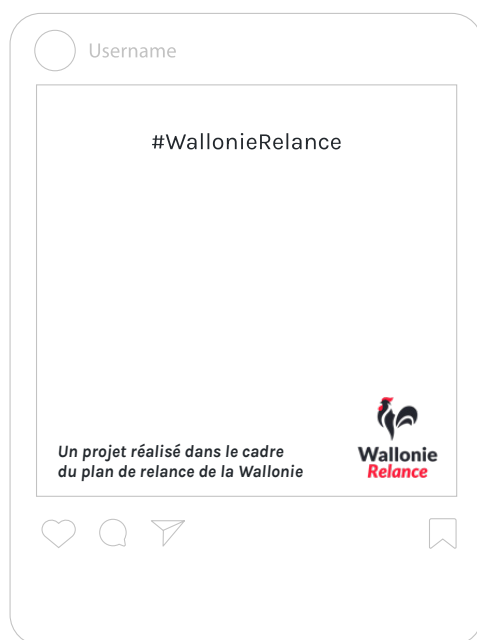 Username
#WallonieRelance
Un projet réalisé dans le cadre
du plan de relance de la Wallonie
Wallonie
Relance